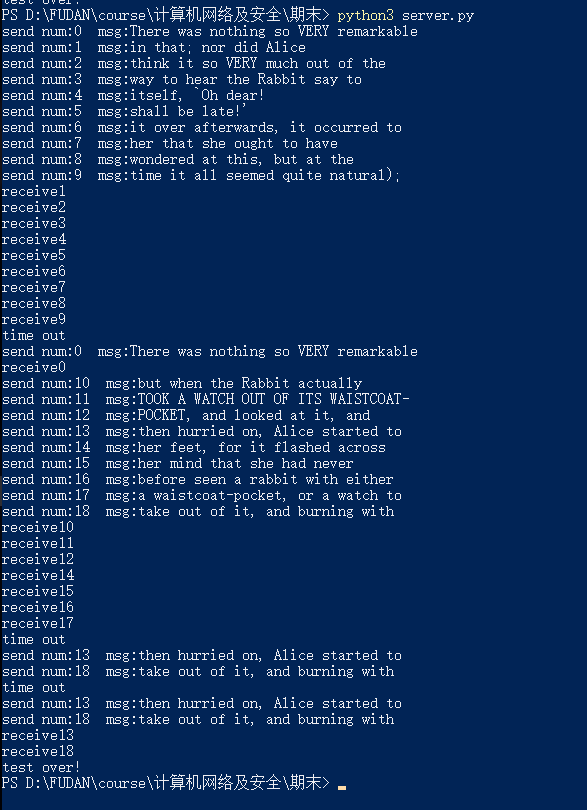 test over!
PS D:\FUDAN\course\计算机网络及安全\期末> python3 server.py
send num:0  msg:There was nothing so VERY remarkable
send num:1  msg:in that; nor did Alice
send num:2  msg:think it so VERY much out of the
send num:3  msg:way to hear the Rabbit say to
send num:4  msg:itself, `Oh dear!
send num:5  msg:shall be late!'
send num:6  msg:it over afterwards, it occurred to
send num:7  msg:her that she ought to have
send num:8  msg:wondered at this, but at the
send num:9  msg:time it all seemed quite natural);
receive1
receive2
receive3
receive4
receive5
receive6
receive7
receive8
receive9
time out
send num:0  msg:There was nothing so VERY remarkable
receive0
send num:10  msg:but when the Rabbit actually
send num:11  msg:TOOK A WATCH OUT OF ITS WAISTCOAT-
send num:12  msg:POCKET, and looked at it, and
send num:13  msg:then hurried on, Alice started to
send num:14  msg:her feet, for it flashed across
send num:15  msg:her mind that she had never
send num:16  msg:before seen a rabbit with either
send num:17  msg:a waistcoat-pocket, or a watch to
send num:18  msg:take out of it, and burning with
receive10
receive11
receive12
receive14
receive15
receive16
receive17
time out
send num:13  msg:then hurried on, Alice started to
send num:18  msg:take out of it, and burning with
time out
send num:13  msg:then hurried on, Alice started to
send num:18  msg:take out of it, and burning with
receive13
receive18
test over!
PS D:\FUDAN\course\计算机网络及安全\期末>